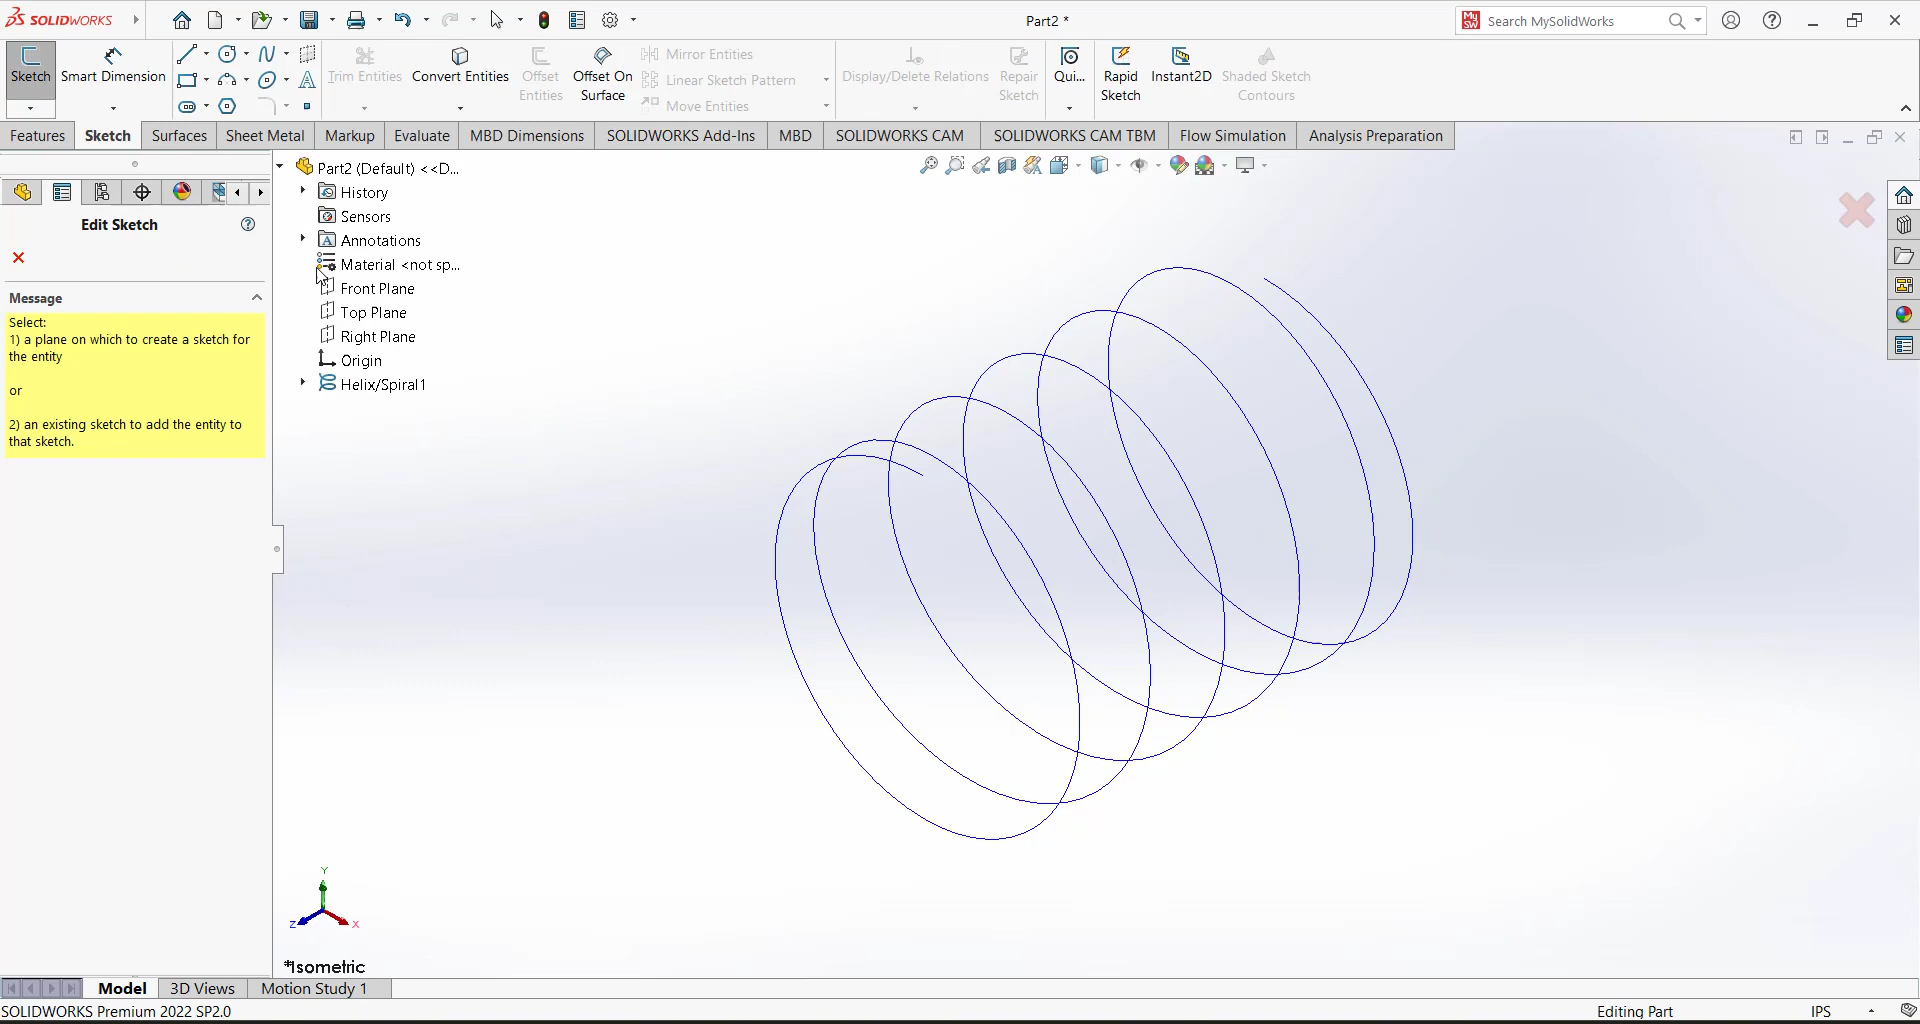 SOLIDWORKS
Part2 *
Search MySolidWorks
Sketch
Smart Dimension
Trim Entities
Convert Entities
Offset Entities
Offset On Surface
Mirror Entities
Linear Sketch Pattern
Move Entities
Display/Delete Relations
Repair Sketch
Qui...
Rapid Sketch
Instant2D
Shaded Sketch Contours
Features
Sketch
Surfaces
Sheet Metal
Markup
Evaluate
MBD Dimensions
SOLIDWORKS Add-Ins
MBD
SOLIDWORKS CAM
SOLIDWORKS CAM TBM
Flow Simulation
Analysis Preparation
Edit Sketch
Message
Select:
1) a plane on which to create a sketch for
the entity
or
2) an existing sketch to add the entity to
that sketch.
Part2 (Default) <<D...
History
Sensors
Annotations
Material <not sp...
Front Plane
Top Plane
Right Plane
Origin
Helix/Spiral1
Y
Z
X
*Isometric
Model
3D Views
Motion Study 1
SOLIDWORKS Premium 2022 SP2.0
Editing Part
IPS